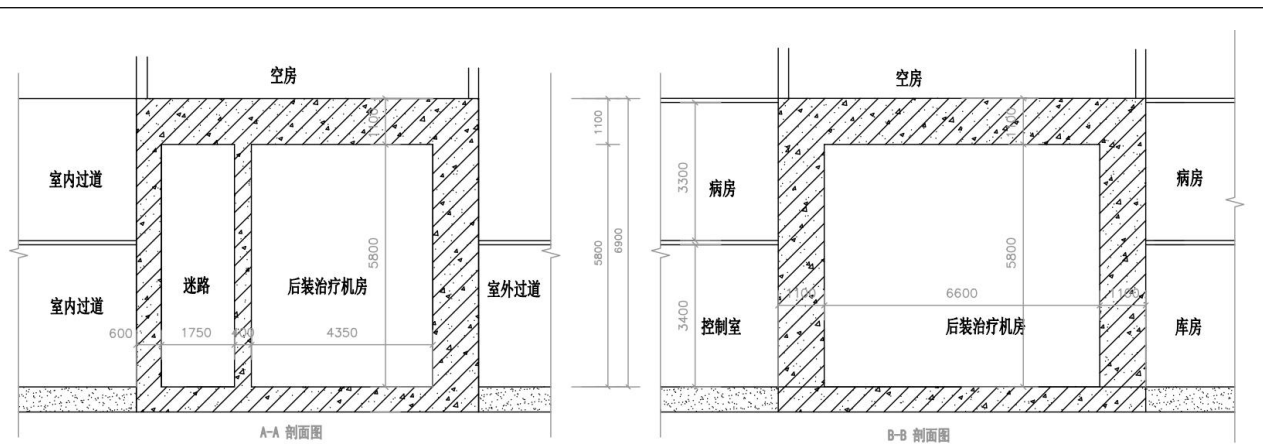 空房
空房
1100
1100
1100
室内过道
病房
病房
3300
5800
5800
6900
5800
迷路
后装治疗机房
室外过道
室内过道
600
1750
400
4350
3400
控制室
1100
6600
1100
后装治疗机房
库房
A-A 剖面图
B-B 剖面图